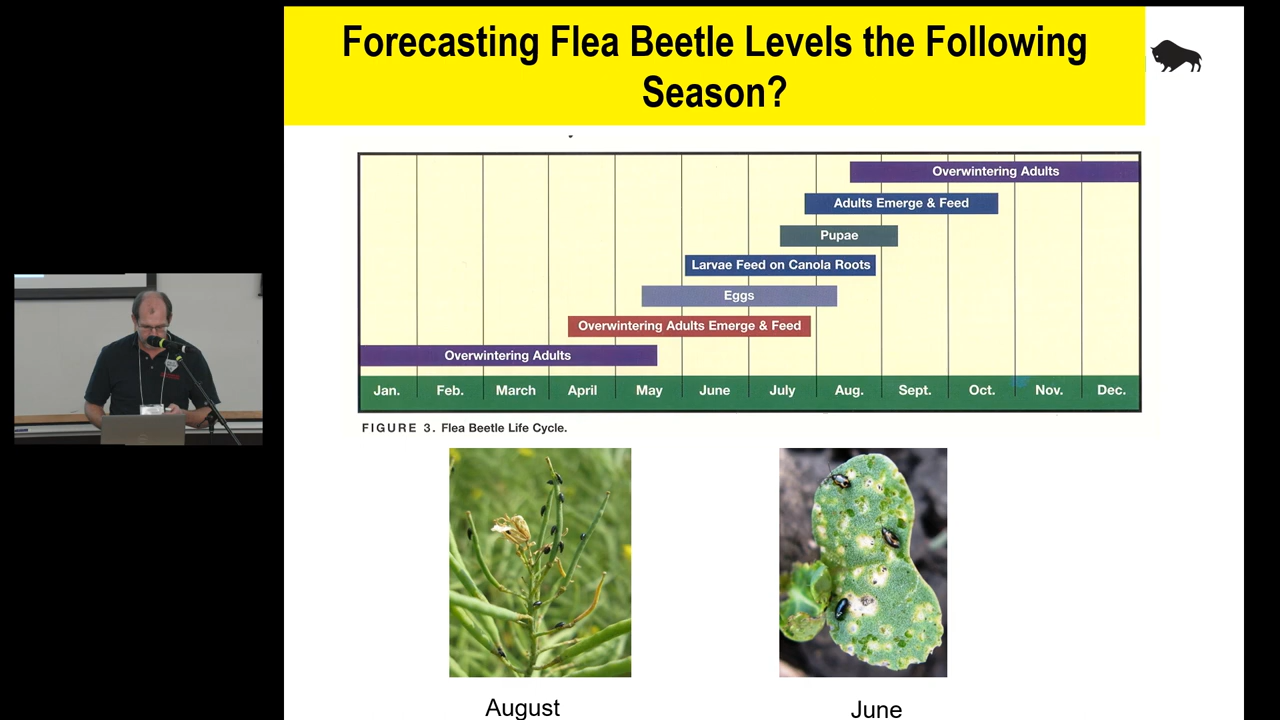 Forecasting Flea Beetle Levels the Following
Season?
Overwintering Adults
Adults Emerge & Feed
Pupae
Larvae Feed on Canola Roots
Eggs
Overwintering Adults Emerge & Feed
Overwintering Adults
Jan. Feb. March April May June July Aug. Sept. Oct. Nov. Dec.
FIGURE 3. Flea Beetle Life Cycle.
August
June